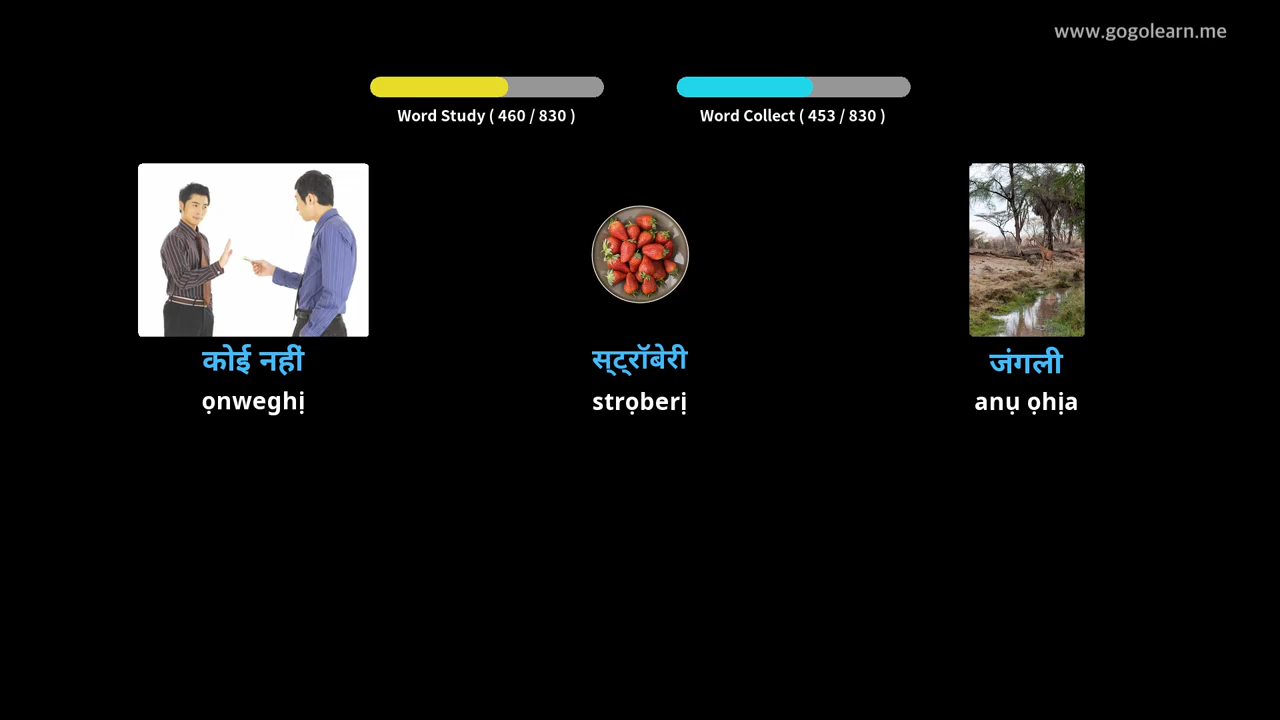 www.gogolearn.me
Word Study ( 460 / 830 )
Word Collect ( 453 / 830 )
कोई नहीं
स्ट्रॉबेरी
जंगली
ọnweghị
strọberị
anụ ọhịa